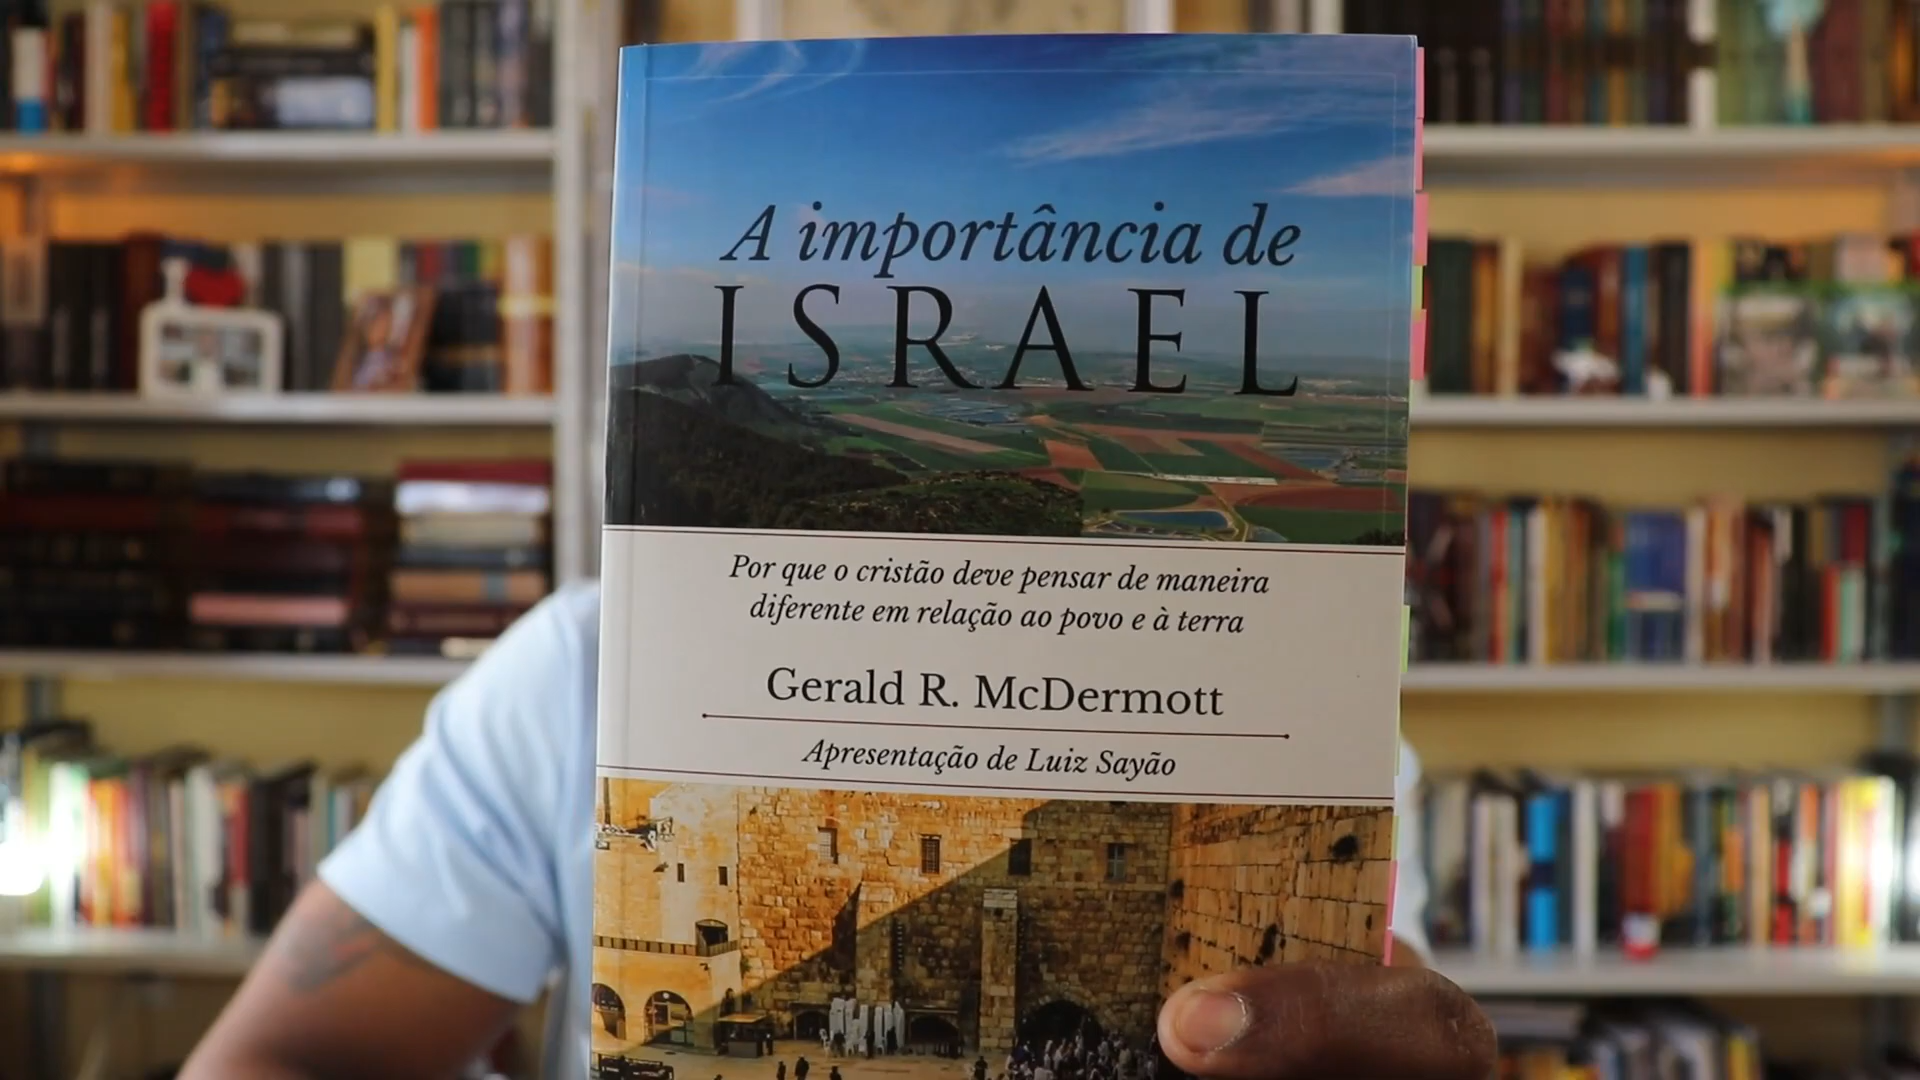 A importância de
ISRAEL
Por que o cristão deve pensar de maneira
diferente em relação ao povo e à terra
Gerald R. McDermott
Apresentação de Luiz Sayão